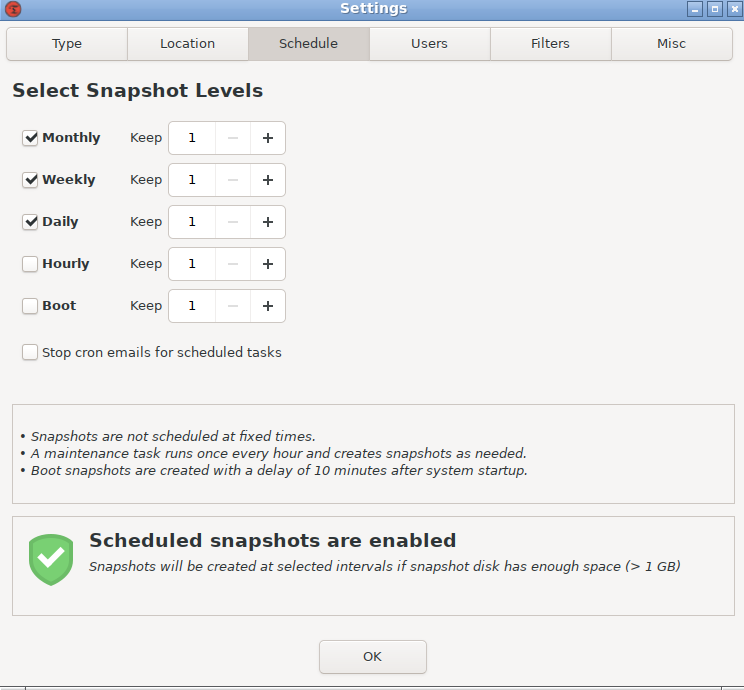 Settings
Type Location Schedule Users Filters Misc
Select Snapshot Levels
Monthly Keep 1 − +
Weekly Keep 1 − +
Daily Keep 1 − +
Hourly Keep 1 − +
Boot Keep 1 − +
Stop cron emails for scheduled tasks
• Snapshots are not scheduled at fixed times.
• A maintenance task runs once every hour and creates snapshots as needed.
• Boot snapshots are created with a delay of 10 minutes after system startup.
Scheduled snapshots are enabled
Snapshots will be created at selected intervals if snapshot disk has enough space (> 1 GB)
OK